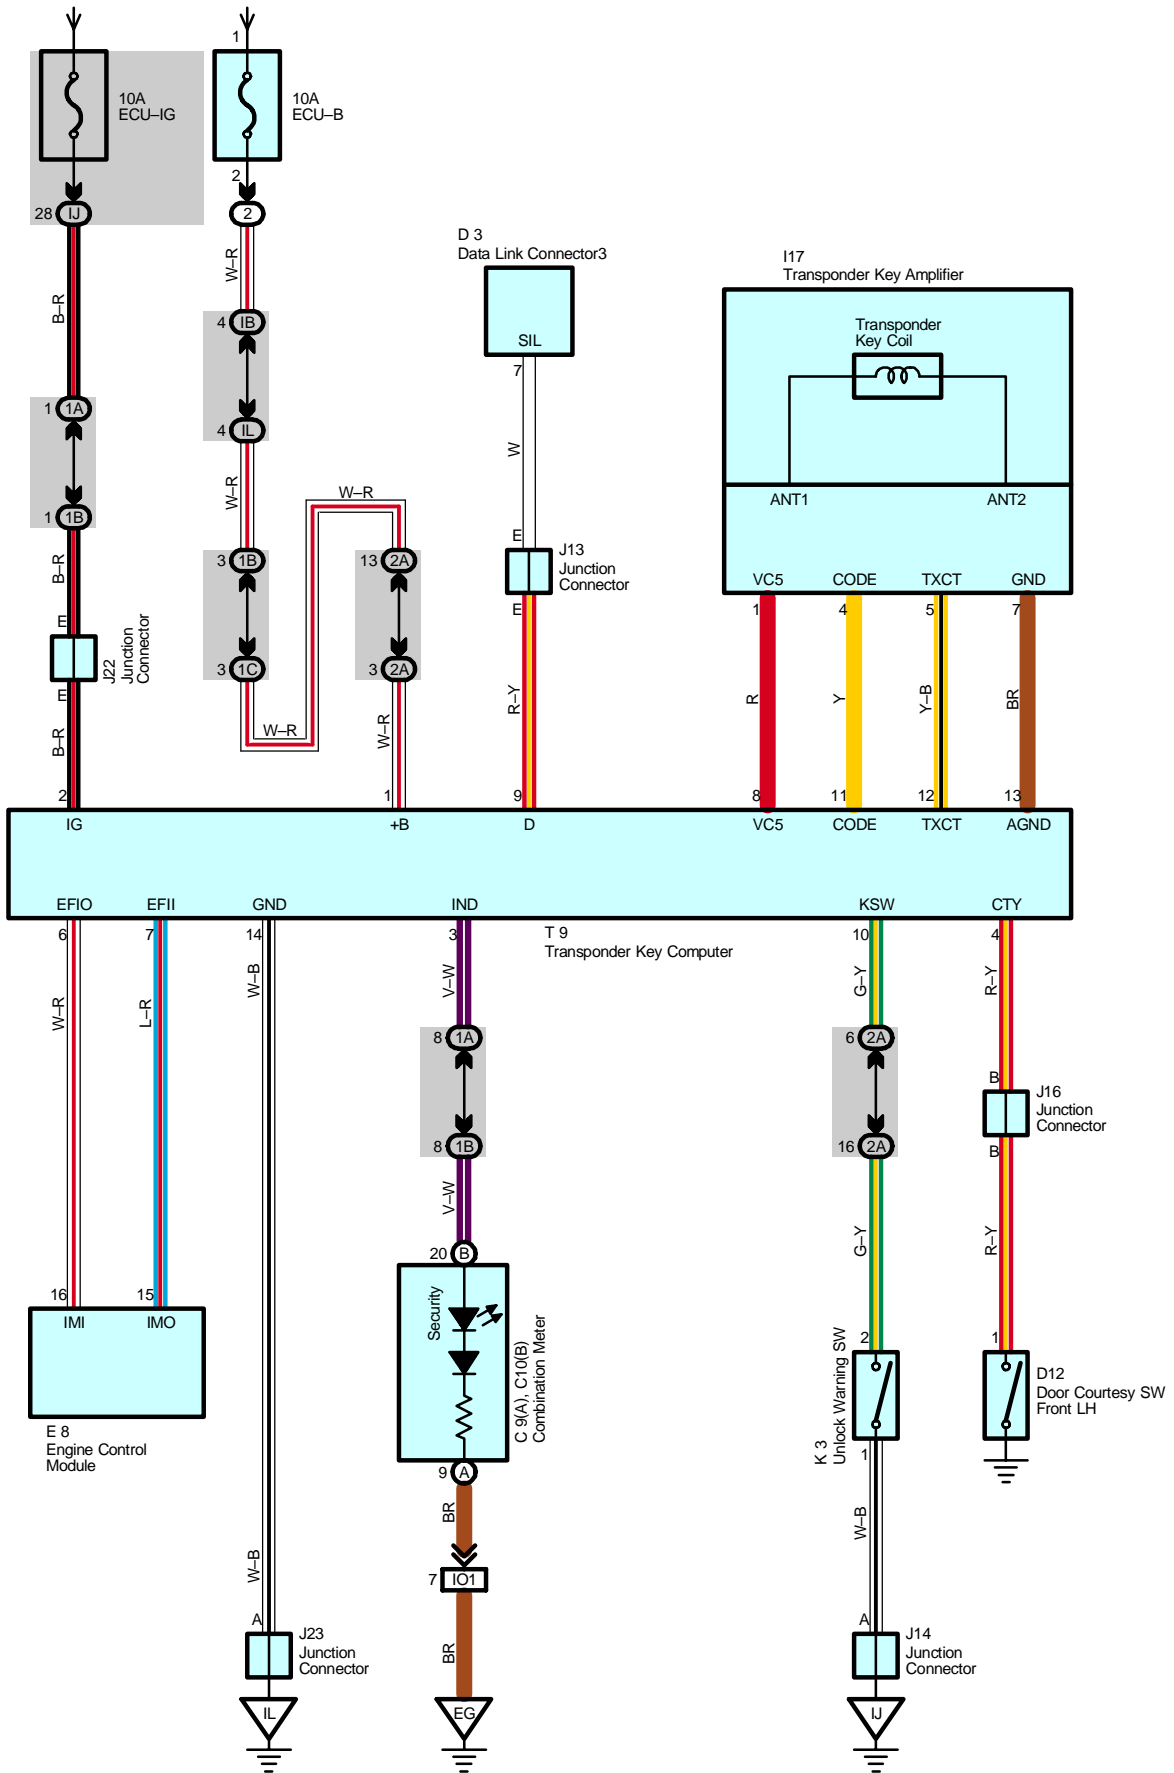 1
10A
ECU–IG
10A
ECU–B
2
28 IJ
2
D 3
Data Link Connector3
I17
Transponder Key Amplifier
W–R
B–R
4 IB
Transponder
Key Coil
SIL
7
1 1A
4 IL
W
W–R
W–R
ANT1
ANT2
1 1B
E
J13
Junction
Connector
3 1B
13 2A
B–R
VC5
CODE
TXCT
GND
E
1
4
5
7
E
J22
Junction
Connector
3 1C
3 2A
E
R–Y
R
Y
Y–B
BR
B–R
W–R
W–R
2
1
9
8
11
12
13
IG
+B
D
VC5
CODE
TXCT
AGND
EFIO
EFII
GND
IND
KSW
CTY
6
7
14
3
T 9
Transponder Key Computer
10
4
W–R
L–R
W–B
V–W
G–Y
R–Y
8 1A
6 2A
B
J16
Junction
Connector
8 1B
16 2A
B
V–W
G–Y
R–Y
20 B
16
15
IMI
IMO
Security
C 9(A), C10(B)
Combination Meter
2
K 3
Unlock Warning SW
1
D12
Door Courtesy SW
Front LH
E 8
Engine Control
Module
9 A
1
BR
W–B
W–B
7 IO1
A
J23
Junction
Connector
BR
A
J14
Junction
Connector
IL
EG
IJ